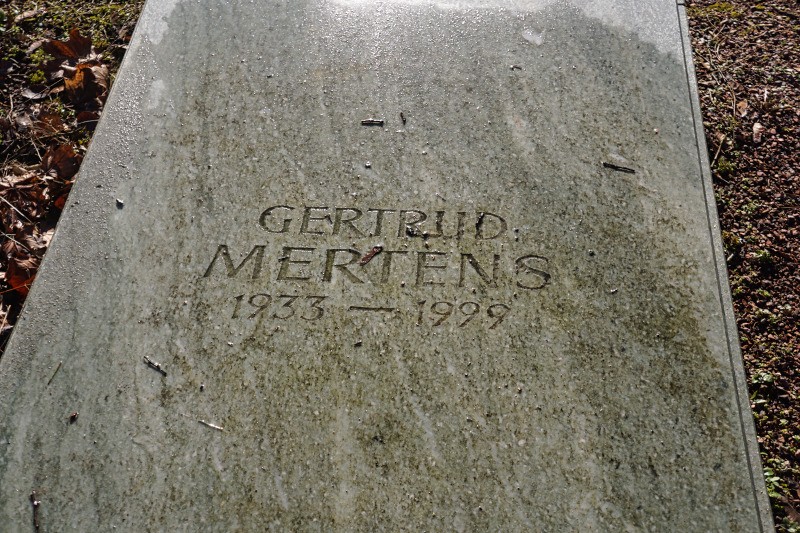 GERTRUD
MERTENS
1933 — 1999